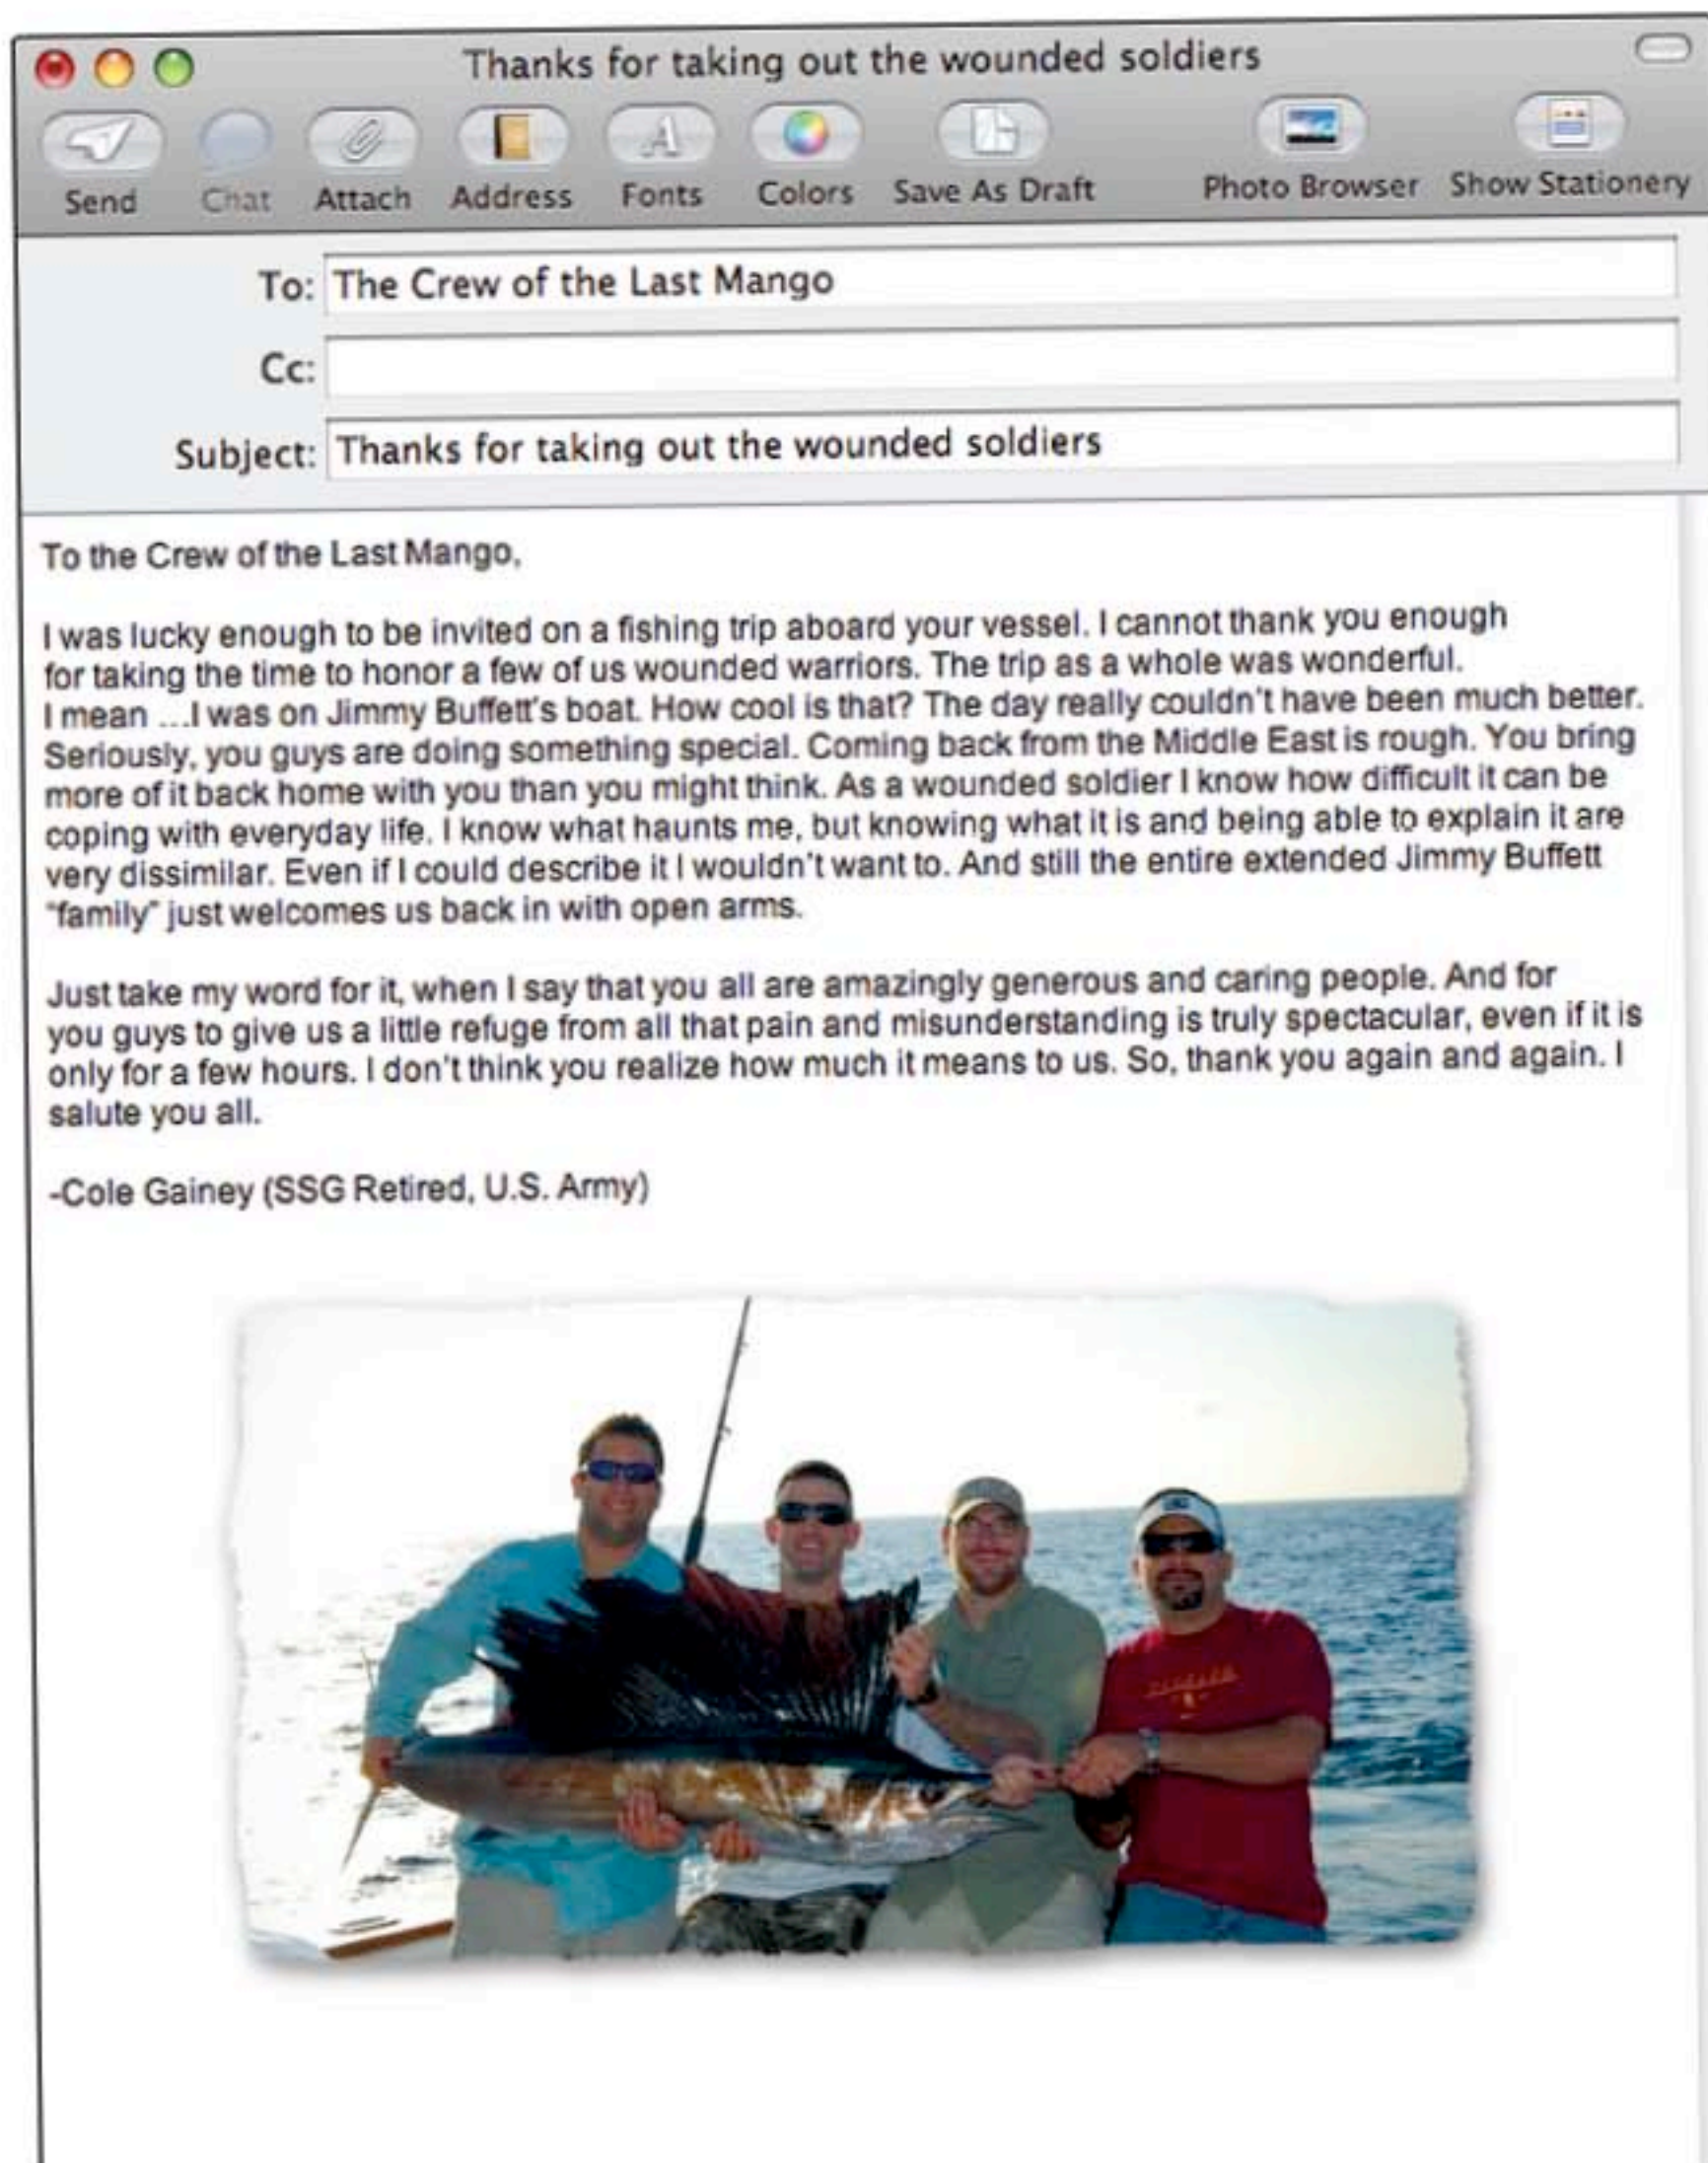 Thanks for taking out the wounded soldiers
Send Chat Attach Address Fonts Colors Save As Draft Photo Browser Show Stationery
To: The Crew of the Last Mango
Cc:
Subject: Thanks for taking out the wounded soldiers
To the Crew of the Last Mango,
I was lucky enough to be invited on a fishing trip aboard your vessel. I cannot thank you enough
for taking the time to honor a few of us wounded warriors. The trip as a whole was wonderful.
I mean ...I was on Jimmy Buffett's boat. How cool is that? The day really couldn't have been much better.
Seriously, you guys are doing something special. Coming back from the Middle East is rough. You bring
more of it back home with you than you might think. As a wounded soldier I know how difficult it can be
coping with everyday life. I know what haunts me, but knowing what it is and being able to explain it are
very dissimilar. Even if I could describe it I wouldn't want to. And still the entire extended Jimmy Buffett
"family" just welcomes us back in with open arms.
Just take my word for it, when I say that you all are amazingly generous and caring people. And for
you guys to give us a little refuge from all that pain and misunderstanding is truly spectacular, even if it is
only for a few hours. I don't think you realize how much it means to us. So, thank you again and again. I
salute you all.
-Cole Gainey (SSG Retired, U.S. Army)